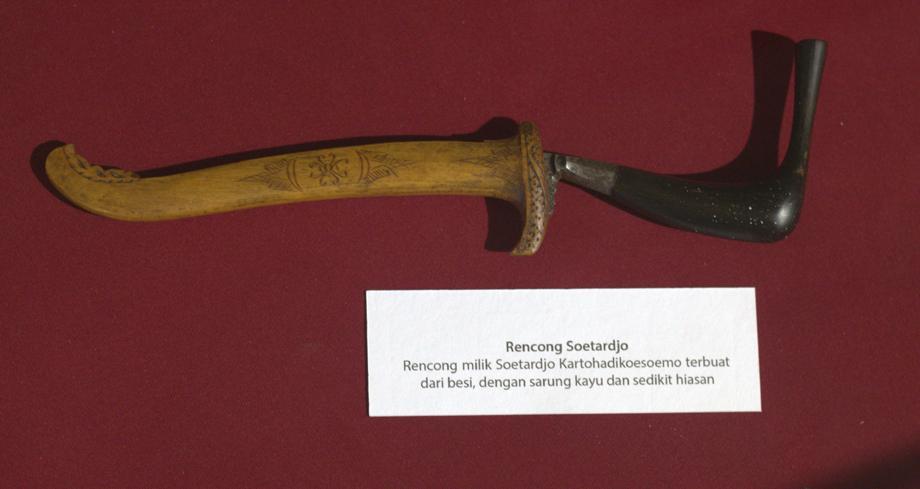 Rencong Soetardjo
Rencong milik Soetardjo Kartohadikoesoemo terbuat
dari besi, dengan sarung kayu dan sedikit hiasan